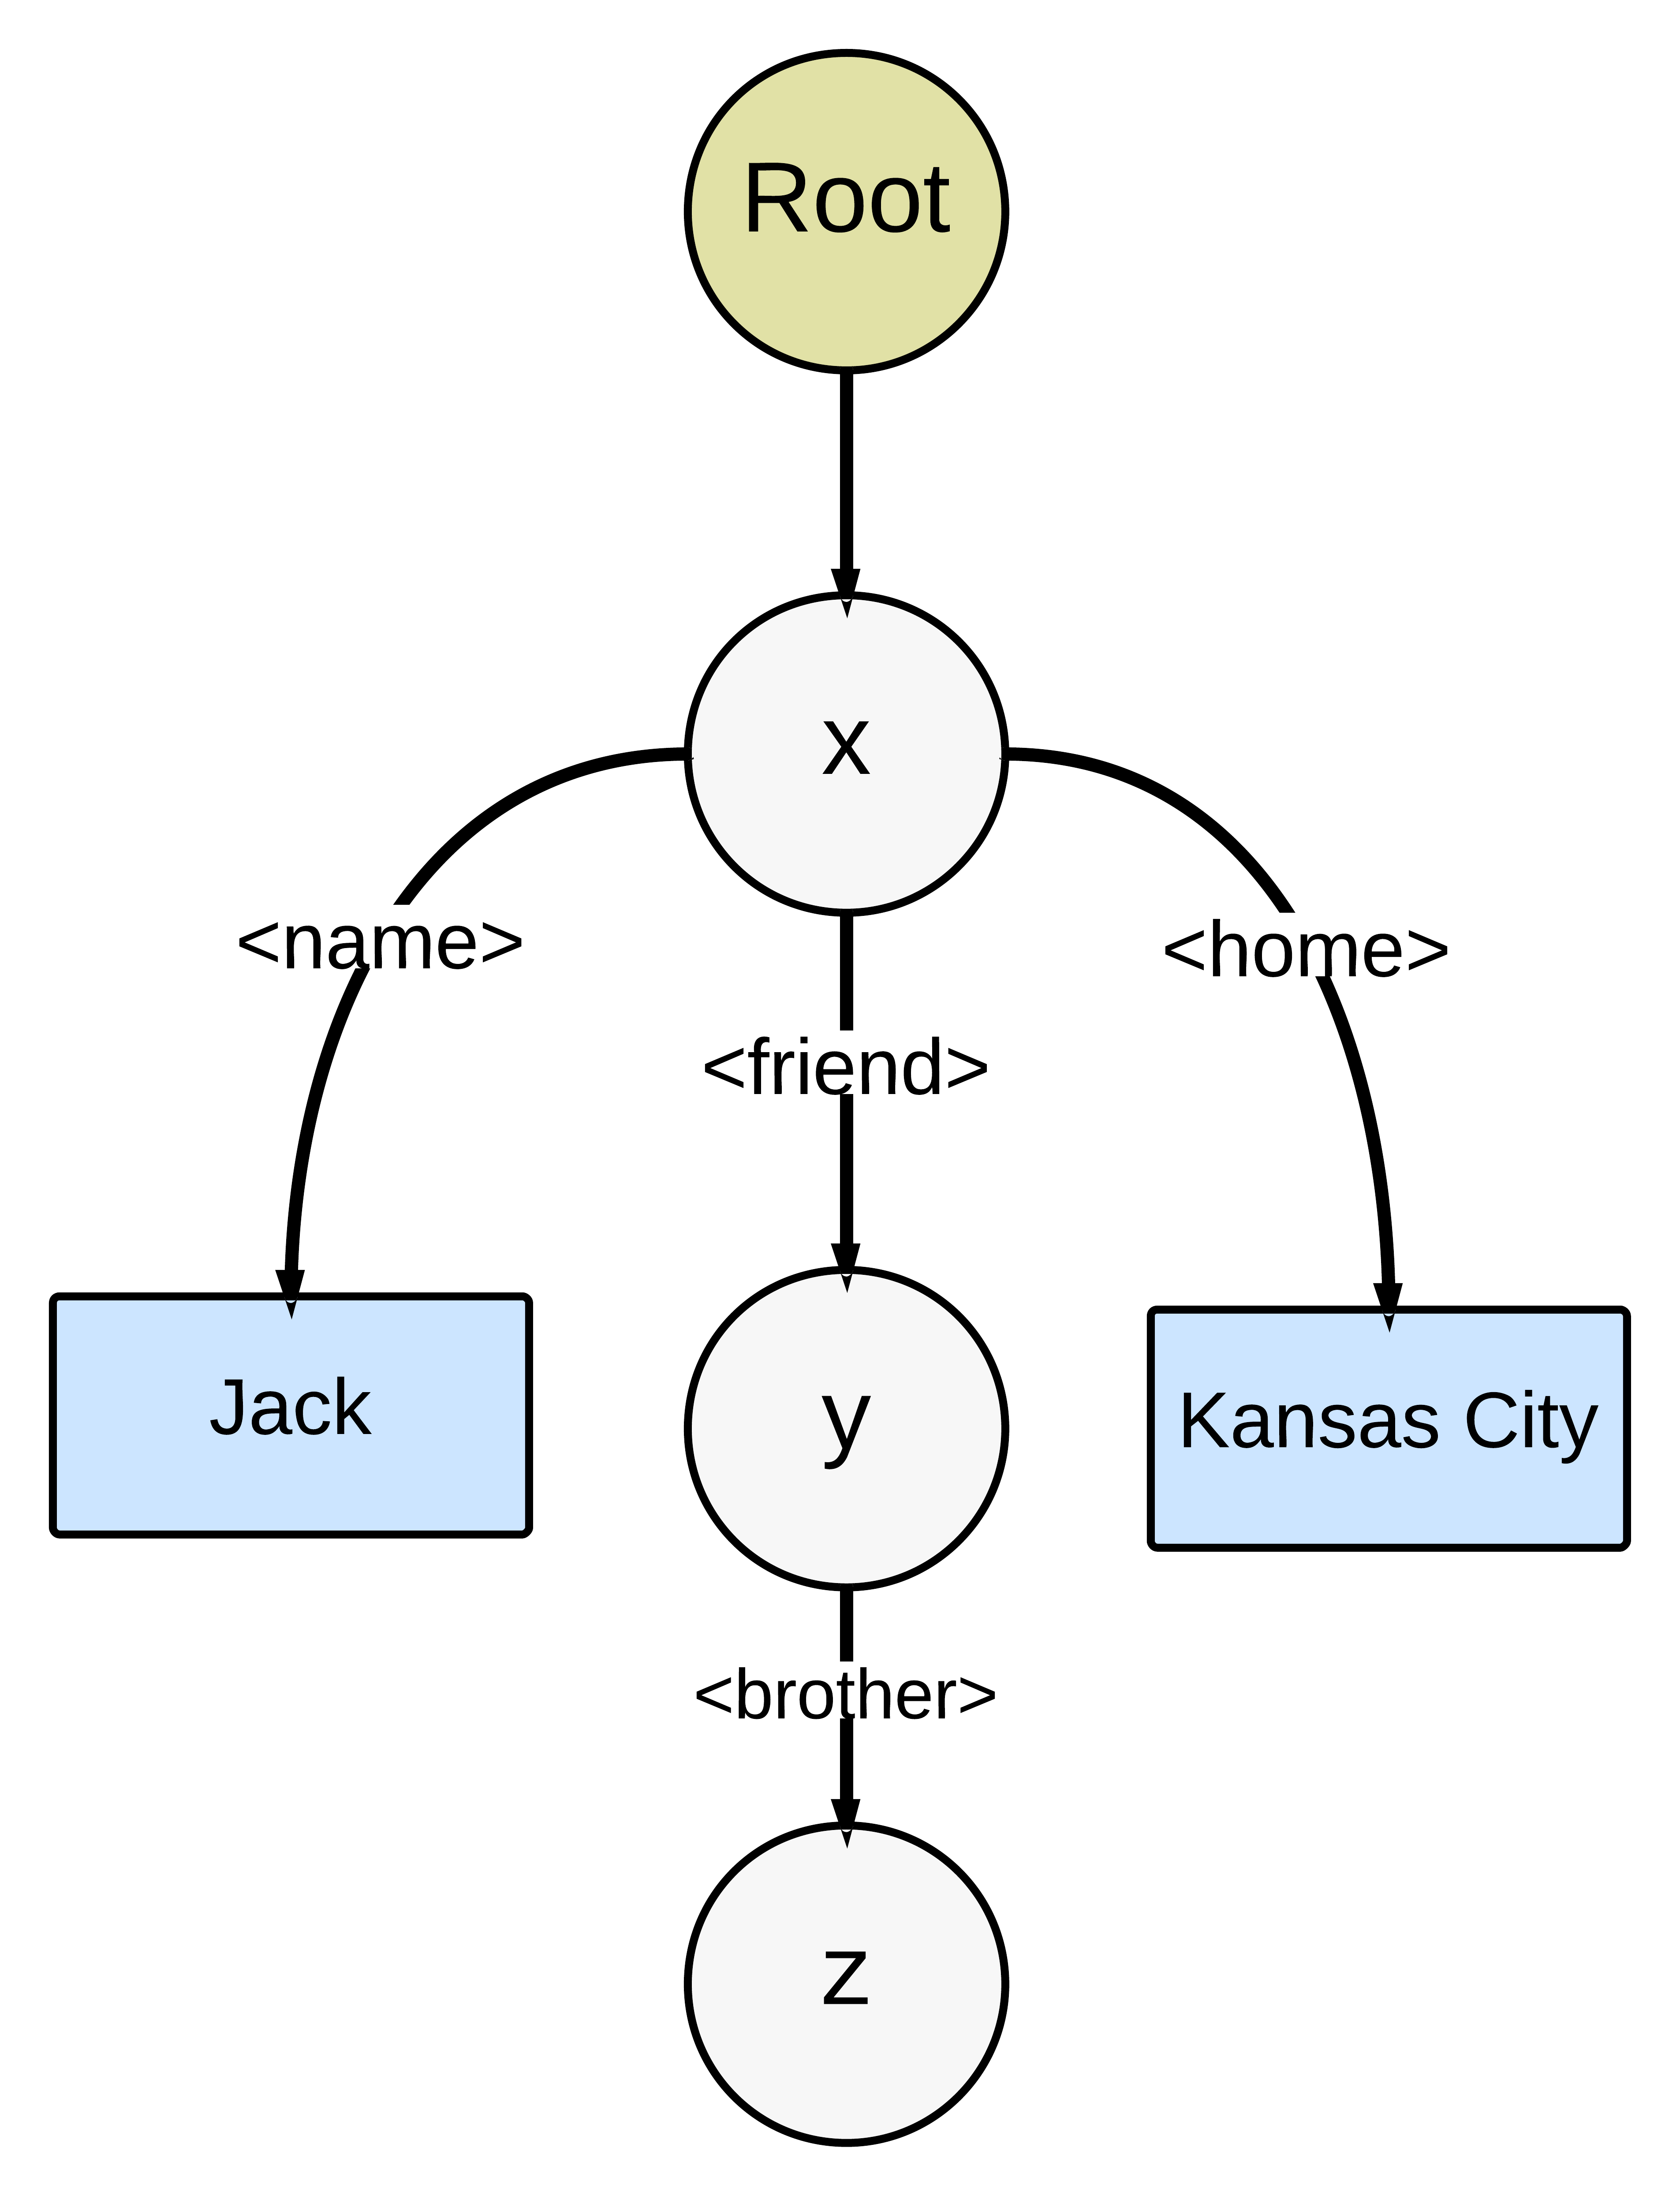 Root
x
<name>
<home>
<friend>
Jack
y
Kansas City
<brother>
z